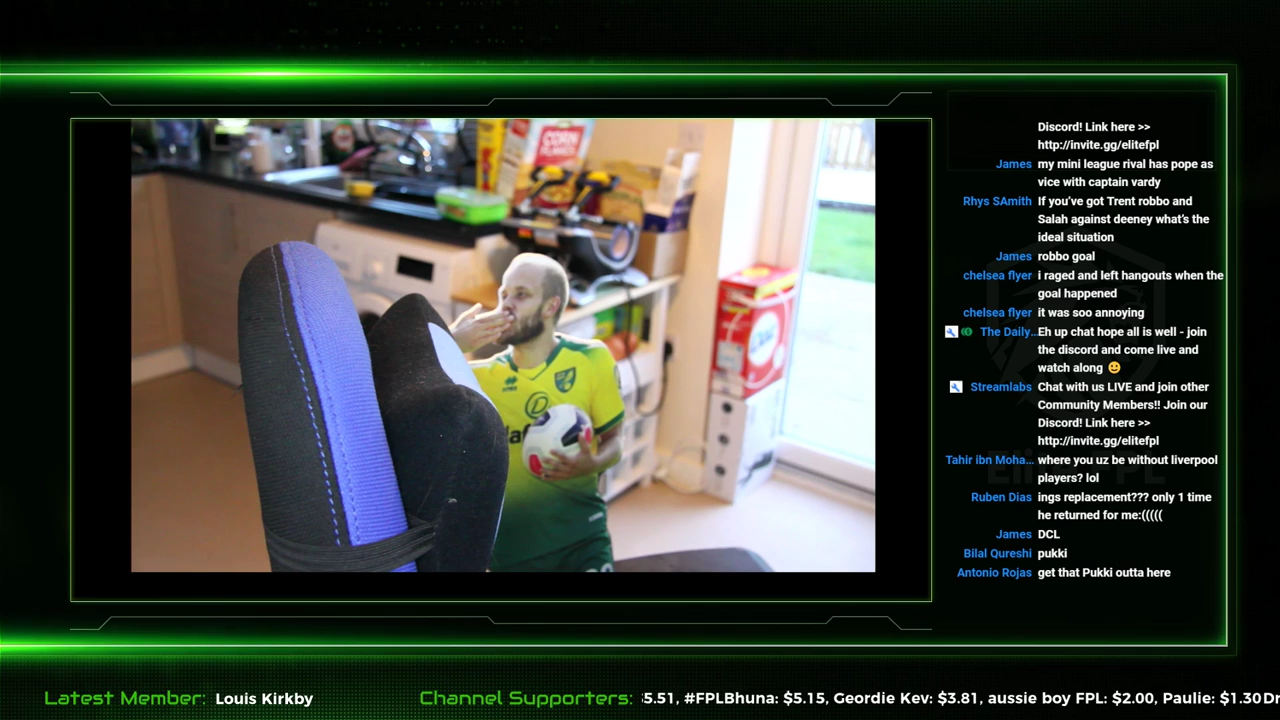 CORN
Discord! Link here >>
http://invite.gg/elitefpl
James my mini league rival has pope as
vice with captain vardy
Rhys SAmith If you've got Trent robbo and
Salah against deeney what's the
ideal situation
James robbo goal
chelsea flyer i raged and left hangouts when the
goal happened
chelsea flyer it was soo annoying
The Daily... Eh up chat hope all is well - join
the discord and come live and
watch along
Streamlabs Chat with us LIVE and join other
Community Members!! Join our
Discord! Link here >>
http://invite.gg/elitefpl
Tahir ibn Moha... where you uz be without liverpool
players? lol
Ruben Dias ings replacement??? only 1 time
he returned for me:(((((
James DCL
Bilal Qureshi pukki
Antonio Rojas get that Pukki outta here
Latest Member: Louis Kirkby Channel Supporters: 5.51, #FPLBhuna: $5.15, Geordie Kev: $3.81, aussie boy FPL: $2.00, Paulie: $1.30Dr